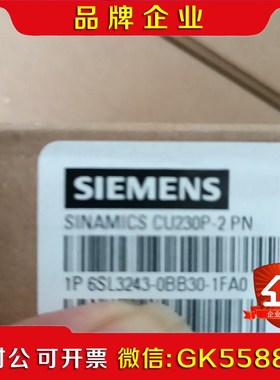 品牌企业
SIEMENS
SINAMICS CU230P-2 PN
1P 6SL3243-0BB30-1FA0
企业
对公 可开票 微信:GK5588